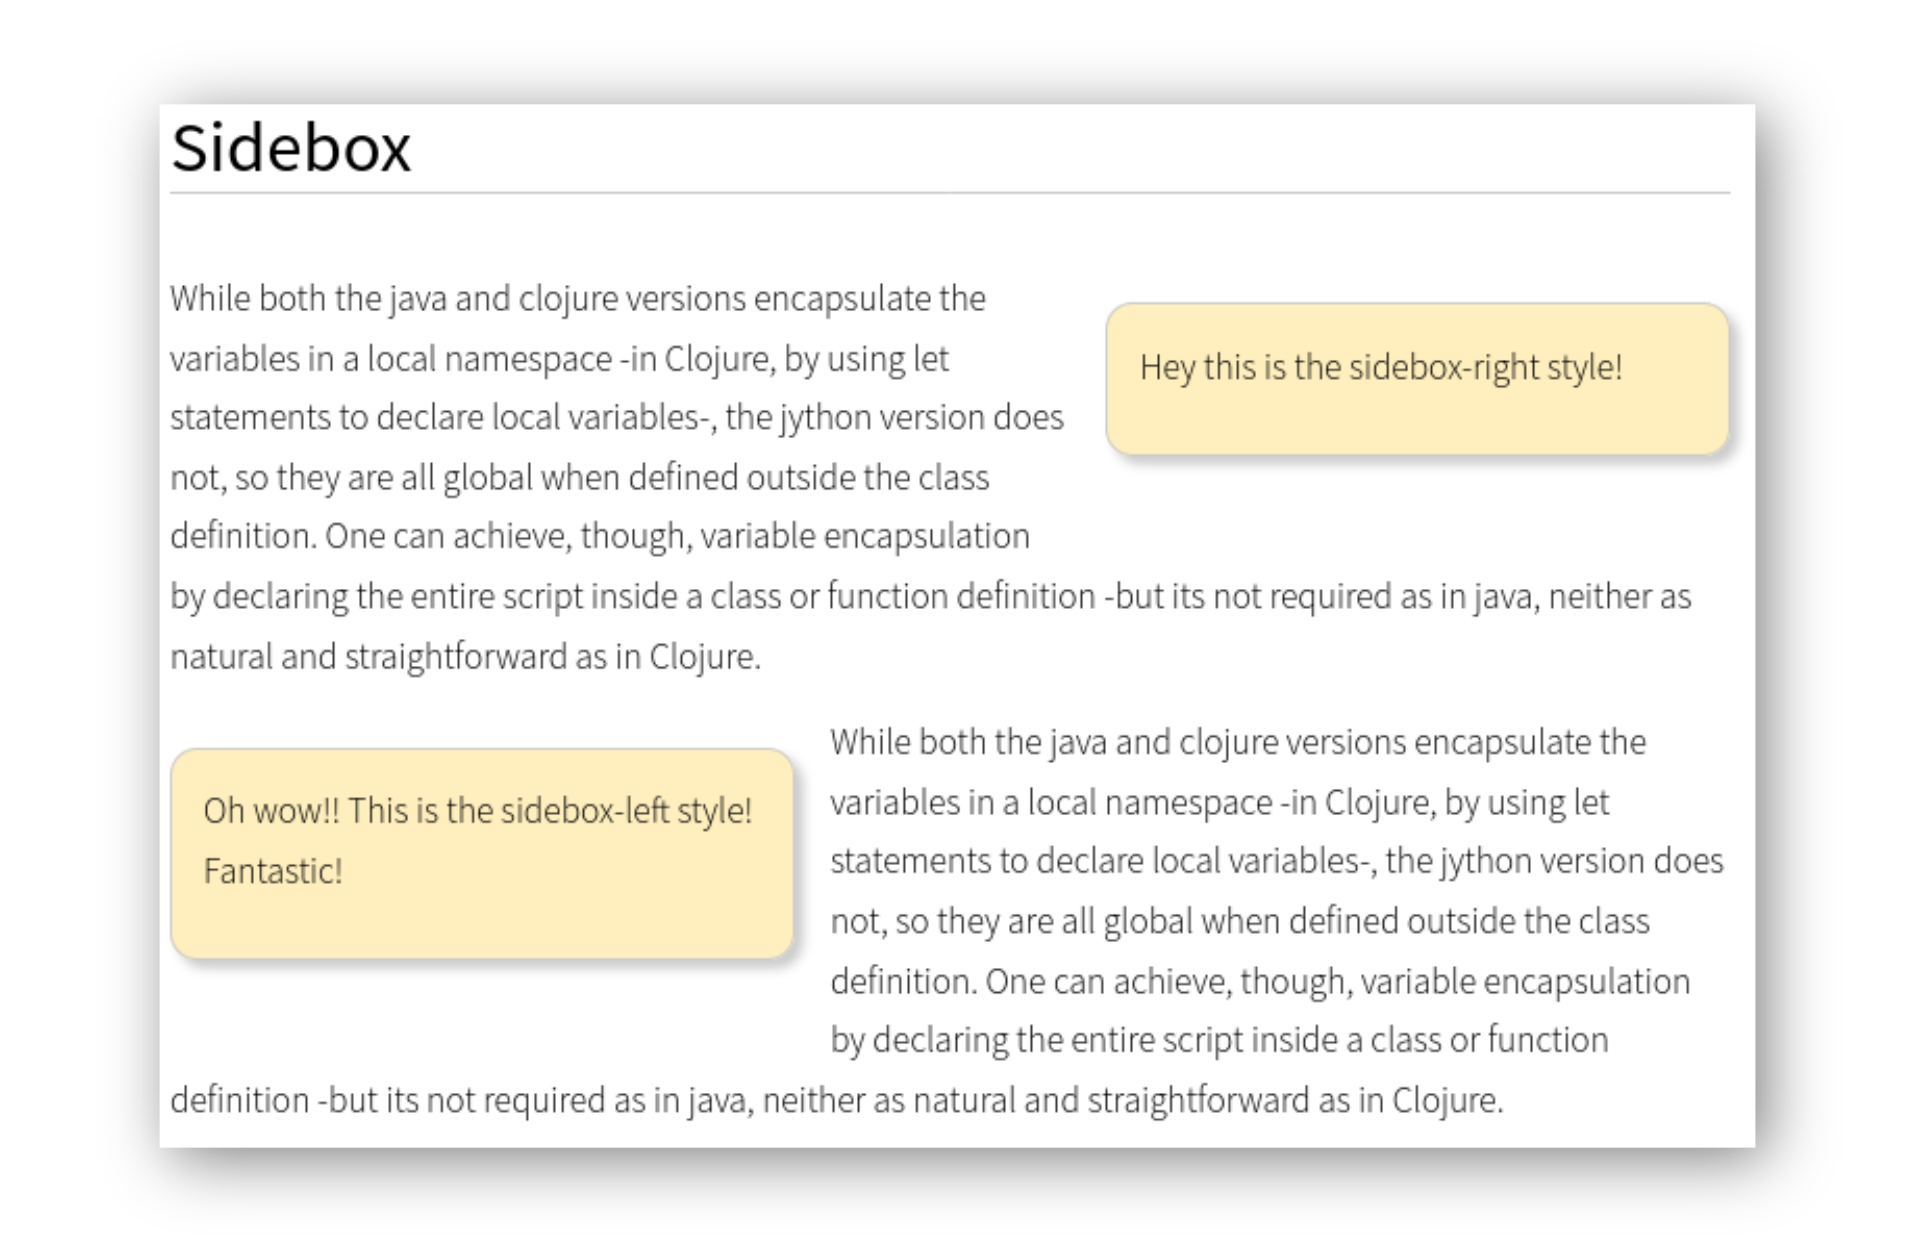 Sidebox
While both the java and clojure versions encapsulate the
variables in a local namespace -in Clojure, by using let
statements to declare local variables-, the jython version does
not, so they are all global when defined outside the class
definition. One can achieve, though, variable encapsulation
by declaring the entire script inside a class or function definition -but its not required as in java, neither as
natural and straightforward as in Clojure.
Hey this is the sidebox-right style!
Oh wow!! This is the sidebox-left style!
Fantastic!
While both the java and clojure versions encapsulate the
variables in a local namespace -in Clojure, by using let
statements to declare local variables-, the jython version does
not, so they are all global when defined outside the class
definition. One can achieve, though, variable encapsulation
by declaring the entire script inside a class or function
definition -but its not required as in java, neither as natural and straightforward as in Clojure.